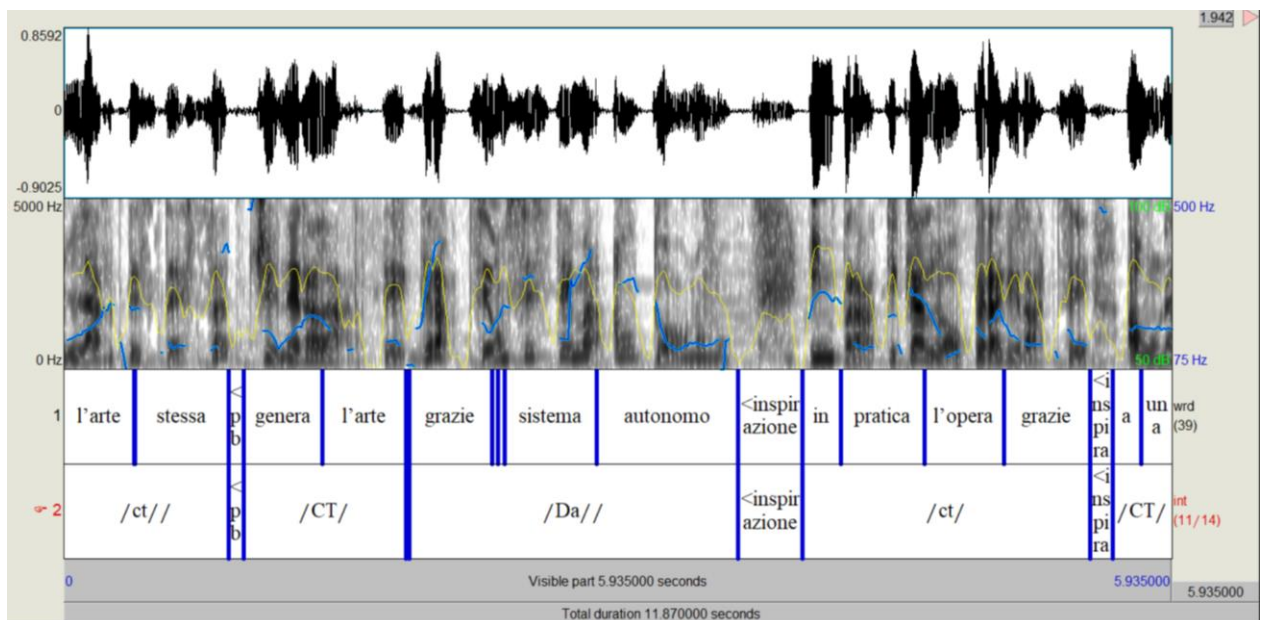 1.942
0.8592
0
-0.9025
5000 Hz
100 dB 500 Hz
0 Hz
50 dB 75 Hz
1 l'arte stessa <pb genera l'arte grazie sistema autonomo <inspirazione in pratica l'opera grazie <inspira a una wrd (39)
2 /ct// <pb /CT/ /Da// <inspirazione /ct/ <inspira /CT/ int (11/14)
0 Visible part 5.935000 seconds 5.935000
5.935000
Total duration 11.870000 seconds